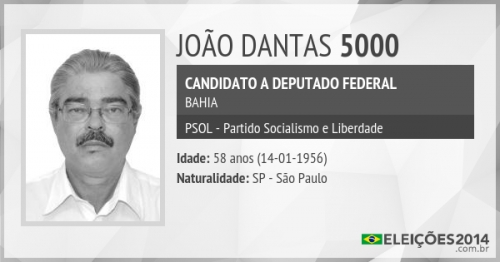 JOÃO DANTAS 5000
CANDIDATO A DEPUTADO FEDERAL
BAHIA
PSOL - Partido Socialismo e Liberdade
Idade: 58 anos (14-01-1956)
Naturalidade: SP - São Paulo
ELEIÇÕES2014
.com.br